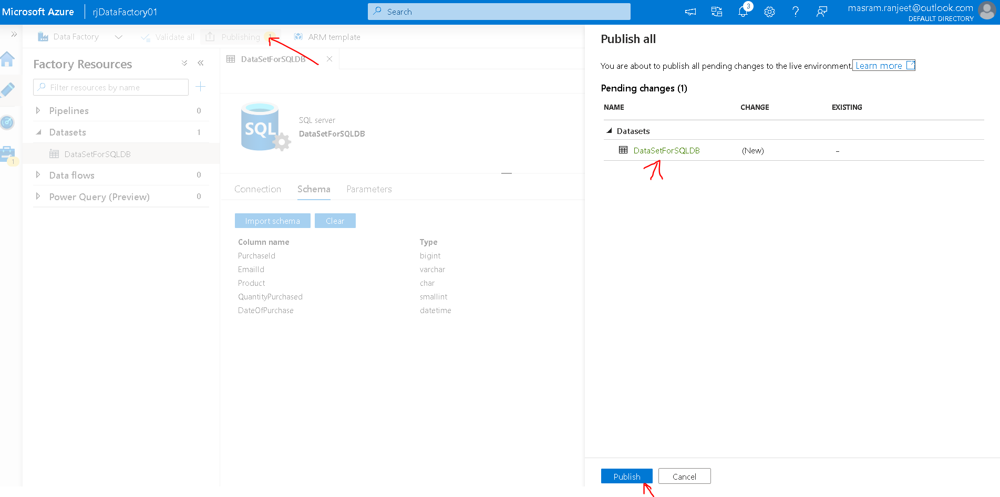 Microsoft Azure
rjDataFactory01
Search
3
masram.ranjeet@outlook.com
DEFAULT DIRECTORY
Data Factory
Validate all
Publishing
1
ARM template
Factory Resources
Filter resources by name
Pipelines 0
Datasets 1
DataSetForSQLDB
Data flows 0
Power Query (Preview) 0
1
DataSetForSQLDB
SQL
SQL server
DataSetForSQLDB
Connection Schema Parameters
Import schema Clear
Column name Type
PurchaseId bigint
EmailId varchar
Product char
QuantityPurchased smallint
DateOfPurchase datetime
Publish all
You are about to publish all pending changes to the live environment. Learn more
Pending changes (1)
NAME CHANGE EXISTING
Datasets
DataSetForSQLDB (New) –
Publish Cancel